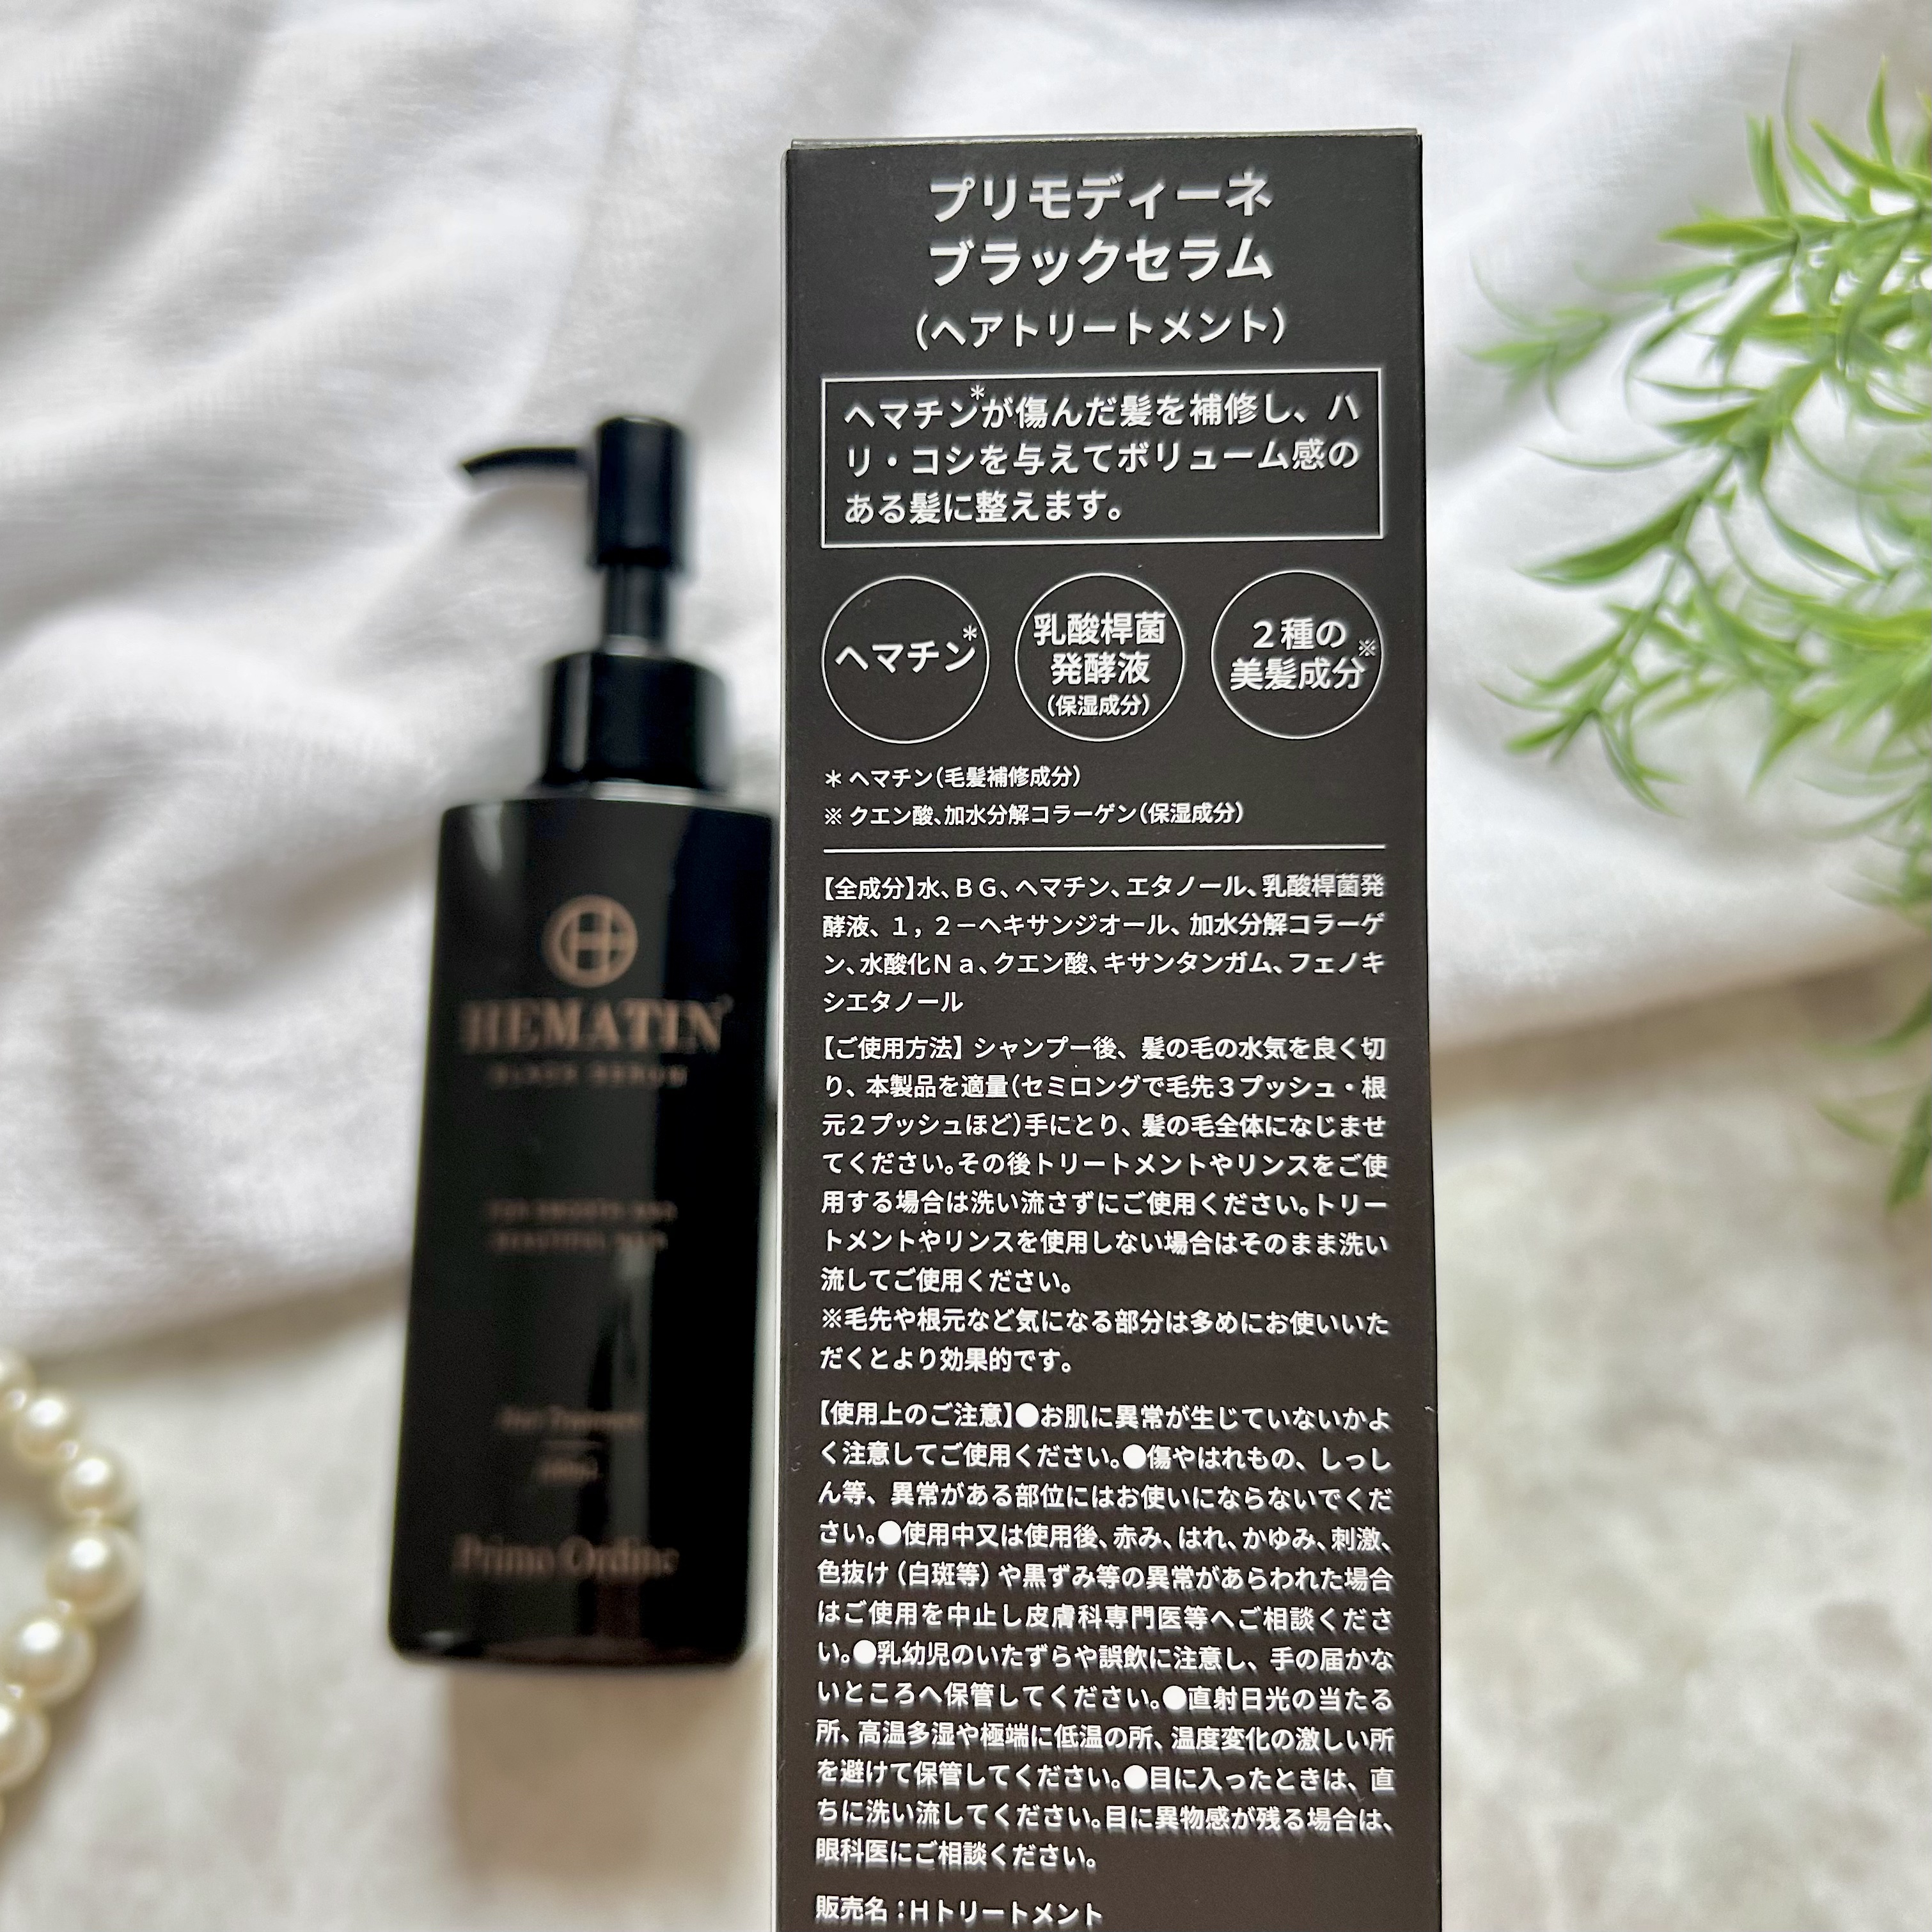 プリモディーネ
ブラックセラム
(ヘアトリートメント)
ヘマチン*が傷んだ髪を補修し、ハ
リ・コシを与えてボリューム感の
ある髪に整えます。
ヘマチン*
乳酸桿菌
発酵液
(保湿成分)
2種の
美髪成分※
* ヘマチン(毛髪補修成分)
※ クエン酸、加水分解コラーゲン(保湿成分)
【全成分】水、BG、ヘマチン、エタノール、乳酸桿菌発
酵液、1,2-ヘキサンジオール、加水分解コラーゲ
ン、水酸化Na、クエン酸、キサンタンガム、フェノキ
シエタノール
【ご使用方法】シャンプー後、髪の毛の水気を良く切
り、本製品を適量(セミロングで毛先3プッシュ・根
元2プッシュほど)手にとり、髪の毛全体になじませ
てください。その後トリートメントやリンスをご使
用する場合は洗い流さずにご使用ください。トリー
トメントやリンスを使用しない場合はそのまま洗い
流してご使用ください。
※毛先や根元など気になる部分は多めにお使いいた
だくとより効果的です。
【使用上のご注意】●お肌に異常が生じていないかよ
く注意してご使用ください。●傷やはれもの、しっし
ん等、異常がある部位にはお使いにならないでくだ
さい。●使用中又は使用後、赤み、はれ、かゆみ、刺激、
色抜け(白斑等)や黒ずみ等の異常があらわれた場合
はご使用を中止し皮膚科専門医等へご相談くださ
い。●乳幼児のいたずらや誤飲に注意し、手の届かな
いところへ保管してください。●直射日光の当たる
所、高温多湿や極端に低温の所、温度変化の激しい所
を避けて保管してください。●目に入ったときは、直
ちに洗い流してください。目に異物感が残る場合は、
眼科医にご相談ください。
販売名:Hトリートメント
HEMATIN
BLACK SERUM
FOR SMOOTH AND
BEAUTIFUL HAIR
Hair Treatment
Primo Ordine